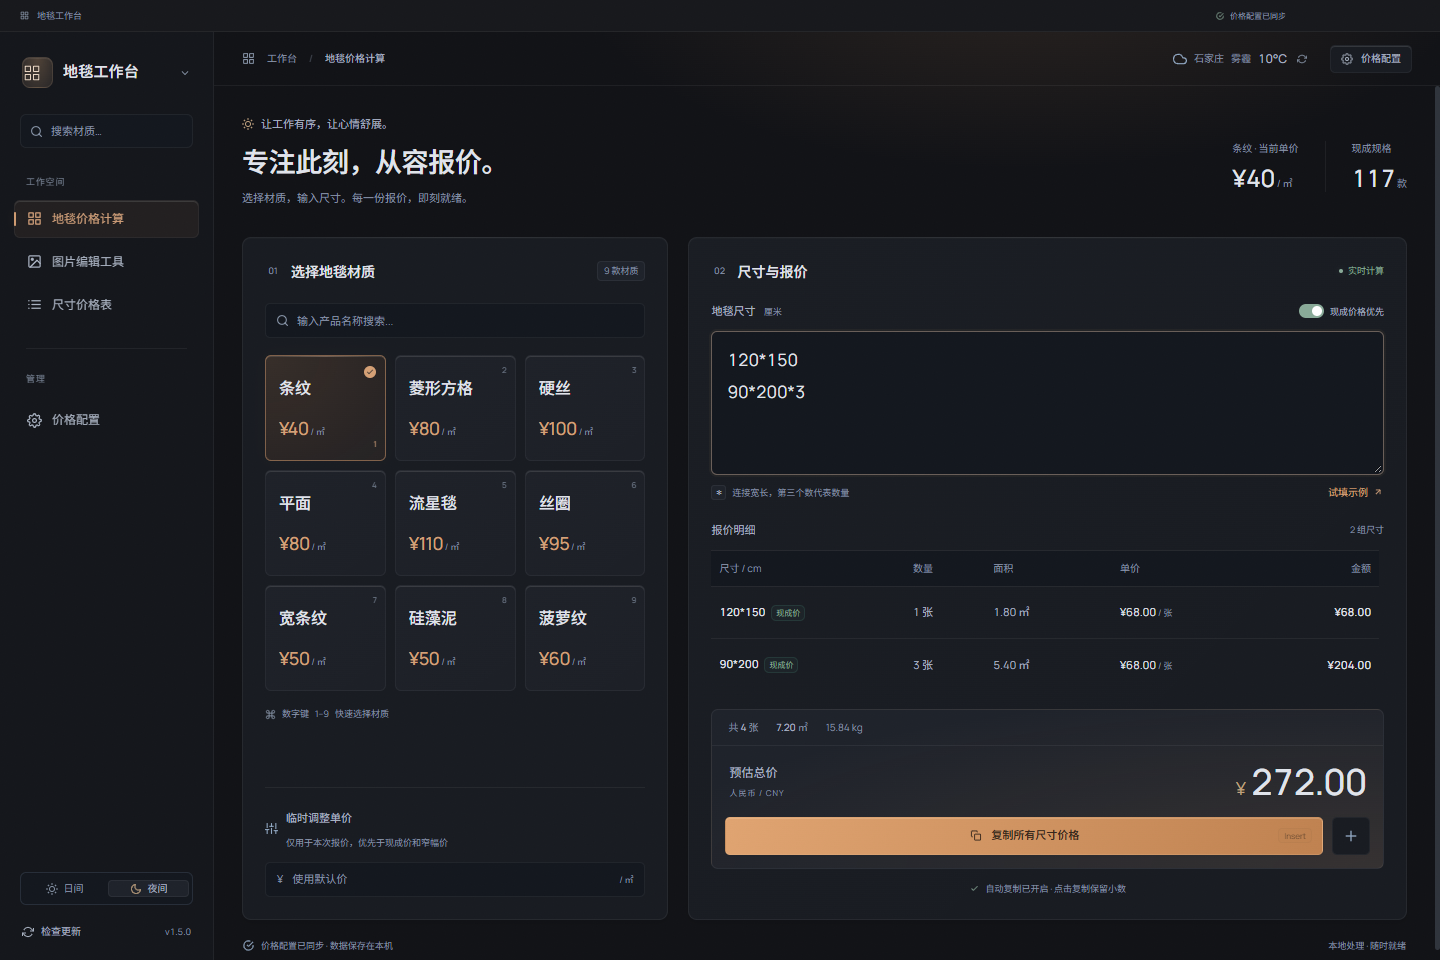 地毯工作台
价格配置已同步
地毯工作台
搜索材质...
工作空间
地毯价格计算
图片编辑工具
尺寸价格表
管理
价格配置
日间
夜间
检查更新
v1.5.0
工作台 / 地毯价格计算
石家庄 雾霾 10°C
价格配置
让工作有序，让心情舒展。
专注此刻，从容报价。
选择材质，输入尺寸。每一份报价，即刻就绪。
条纹 · 当前单价
¥40 / ㎡
现成规格
117 款
01 选择地毯材质
9 款材质
输入产品名称搜索...
条纹
¥40 / ㎡
1
菱形方格
2
¥80 / ㎡
硬丝
3
¥100 / ㎡
平面
4
¥80 / ㎡
流星毯
5
¥110 / ㎡
丝圈
6
¥95 / ㎡
宽条纹
7
¥50 / ㎡
硅藻泥
8
¥50 / ㎡
菠萝纹
9
¥60 / ㎡
数字键 1–9 快速选择材质
临时调整单价
仅用于本次报价，优先于现成价和窄幅价
¥ 使用默认价 / ㎡
02 尺寸与报价
实时计算
地毯尺寸 厘米
现成价格优先
120*150
90*200*3
* 连接宽长，第三个数代表数量
试填示例
报价明细
2 组尺寸
尺寸 / cm 数量 面积 单价 金额
120*150 现成价 1 张 1.80 ㎡ ¥68.00 / 张 ¥68.00
90*200 现成价 3 张 5.40 ㎡ ¥68.00 / 张 ¥204.00
共 4 张 7.20 ㎡ 15.84 kg
预估总价
人民币 / CNY
¥ 272.00
复制所有尺寸价格
insert
自动复制已开启 · 点击复制保留小数
价格配置已同步 · 数据保存在本机
本地处理 · 随时就绪